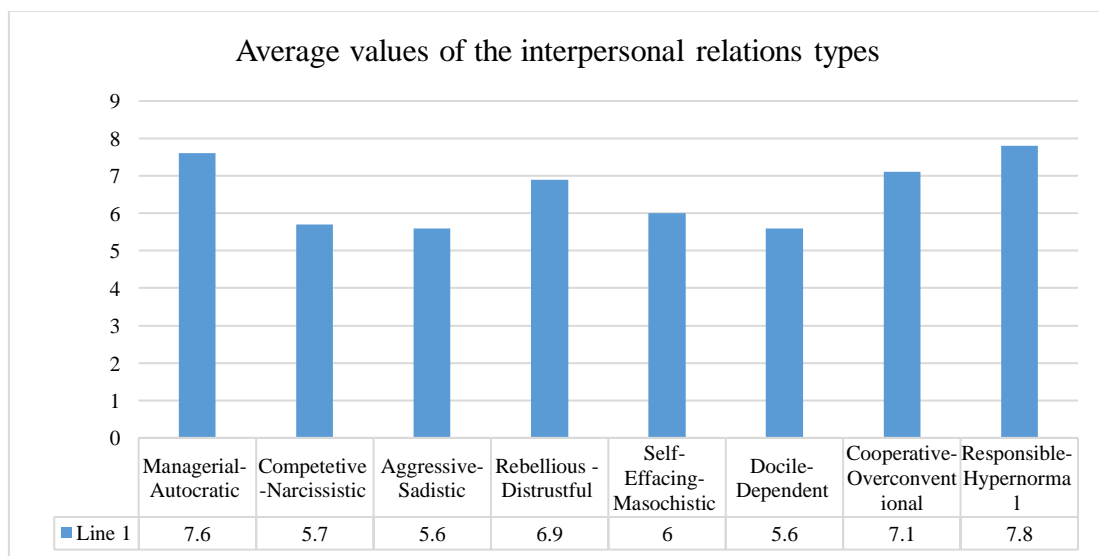 Average values of the interpersonal relations types
9
8
7
6
5
4
3
2
1
0
Managerial-
Autocratic
Competetive
-Narcissistic
Aggressive-
Sadistic
Rebellious -
Distrustful
Self-
Effacing-
Masochistic
Docile-
Dependent
Cooperative-
Overconvent
ional
Responsible-
Hypernorma
l
Line 1 7.6 5.7 5.6 6.9 6 5.6 7.1 7.8